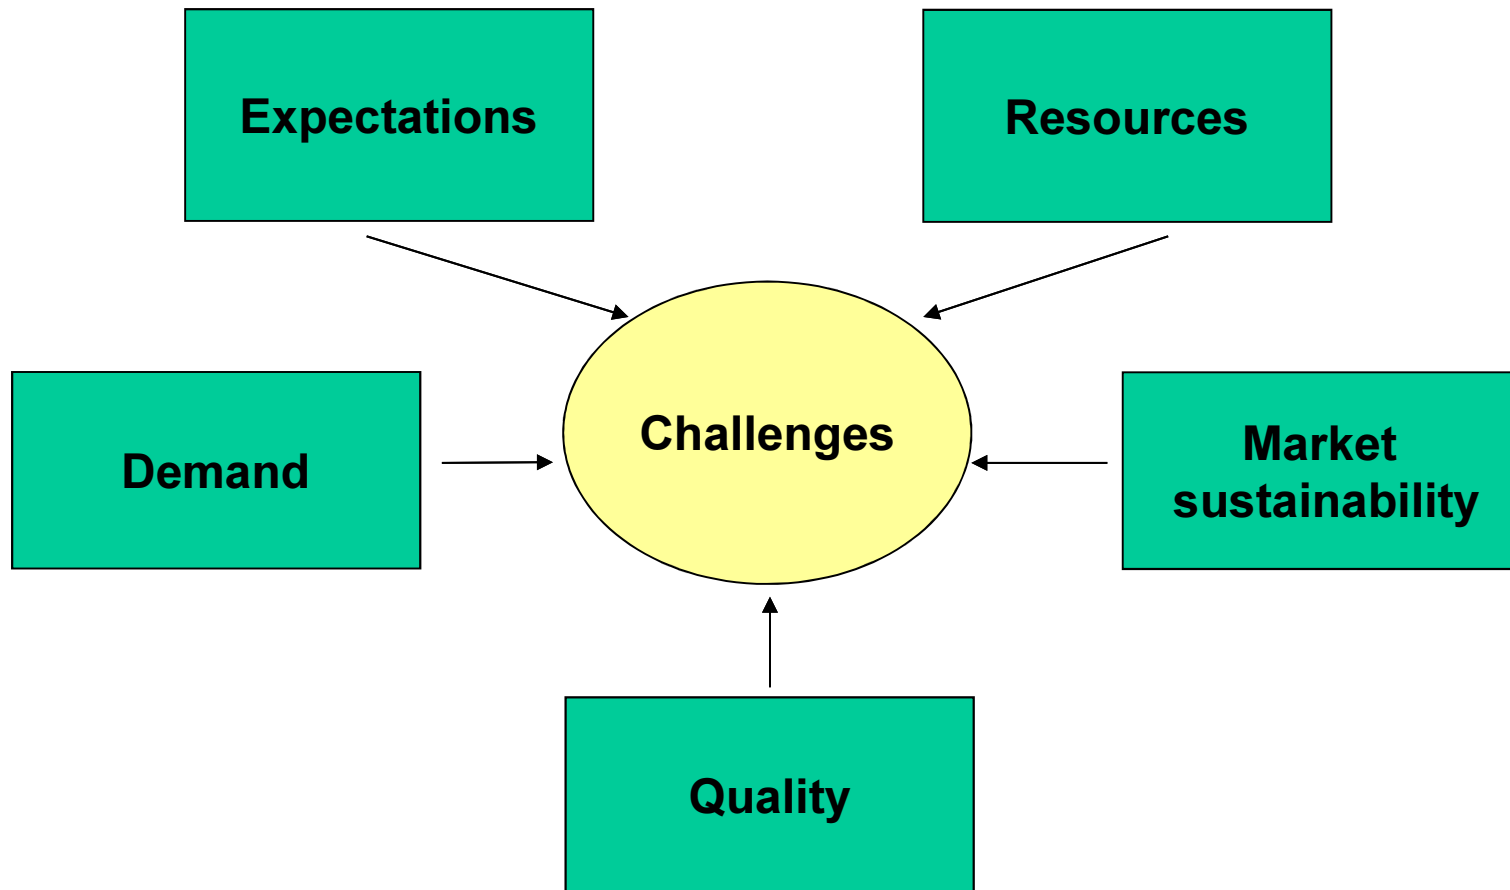 Expectations
Resources
Challenges
Demand
Market
sustainability
Quality